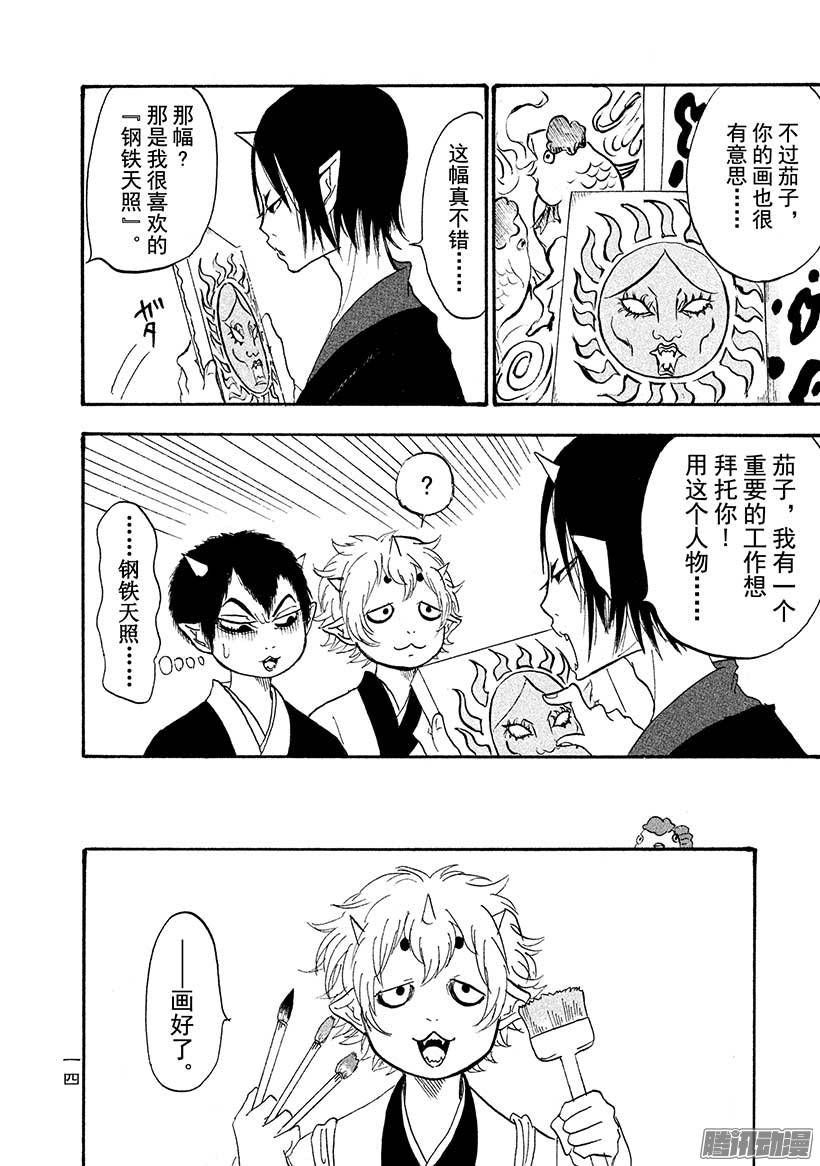 不过茄子，
你的画也很
有意思……
这幅真不错……
那幅？
那是我很喜欢的
『钢铁天照』。
ガタ
茄子，我有一个
重要的工作想
拜托你！
用这个人物……
？
……钢铁天照……
——画好了。
一四
腾讯动漫